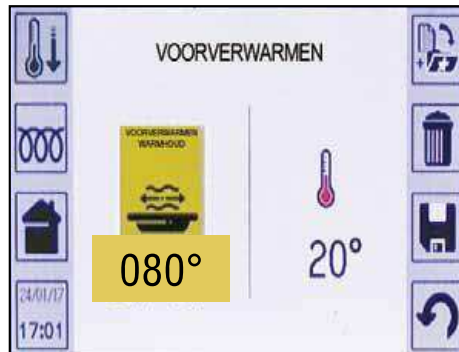 VOORVERWARMEN
VOORVERWARMEN
WARMHOUD
080°
20°
24/01/17
17:01